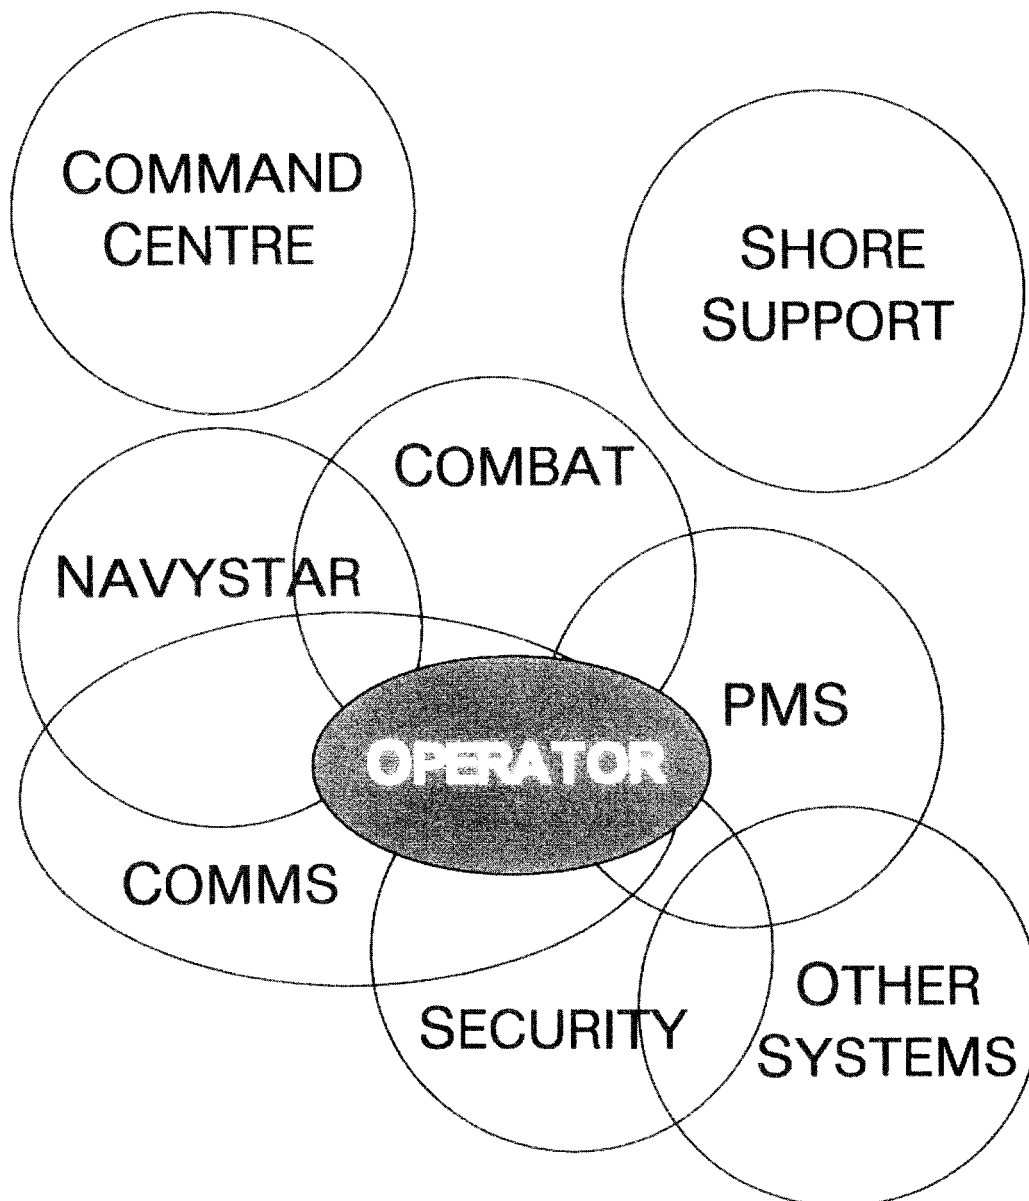 COMMAND
CENTRE
SHORE
SUPPORT
COMBAT
NAVYSTAR
PMS
OPERATOR
COMMS
OTHER
SYSTEMS
SECURITY